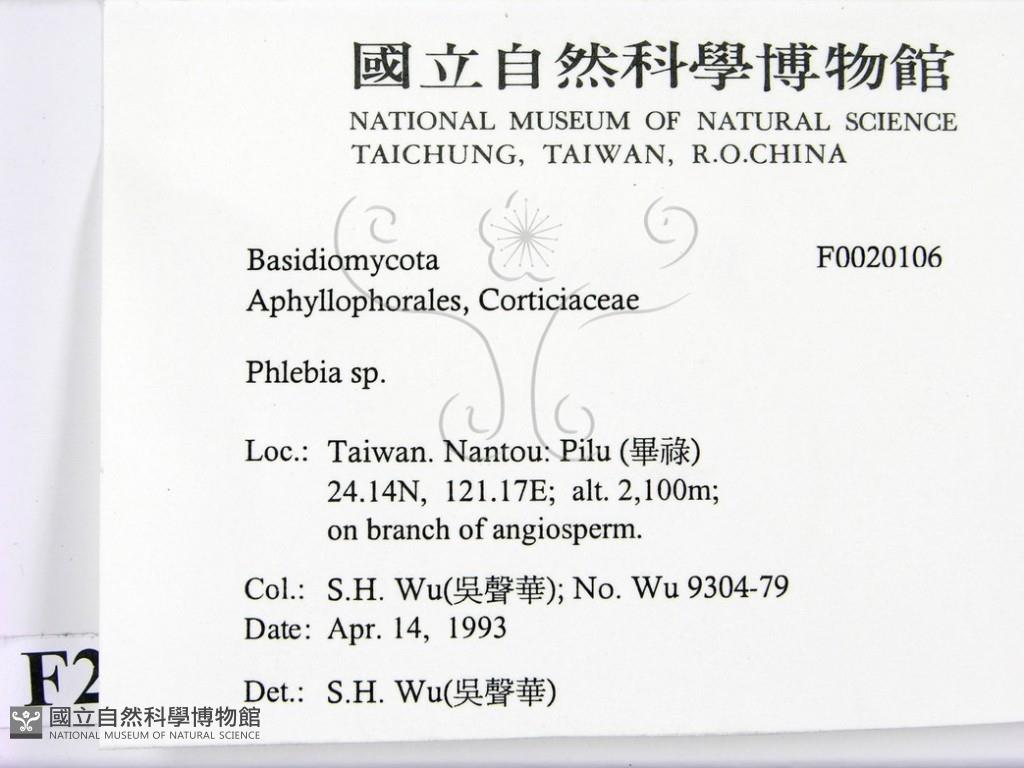 國立自然科學博物館
NATIONAL MUSEUM OF NATURAL SCIENCE
TAICHUNG, TAIWAN, R.O.CHINA
Basidiomycota F0020106
Aphyllophorales, Corticiaceae
Phlebia sp.
Loc.: Taiwan. Nantou: Pilu (畢祿)
24.14N, 121.17E; alt. 2,100m;
on branch of angiosperm.
Col.: S.H. Wu(吳聲華); No. Wu 9304-79
Date: Apr. 14, 1993
Det.: S.H. Wu(吳聲華)
F2
國立自然科學博物館
NATIONAL MUSEUM OF NATURAL SCIENCE